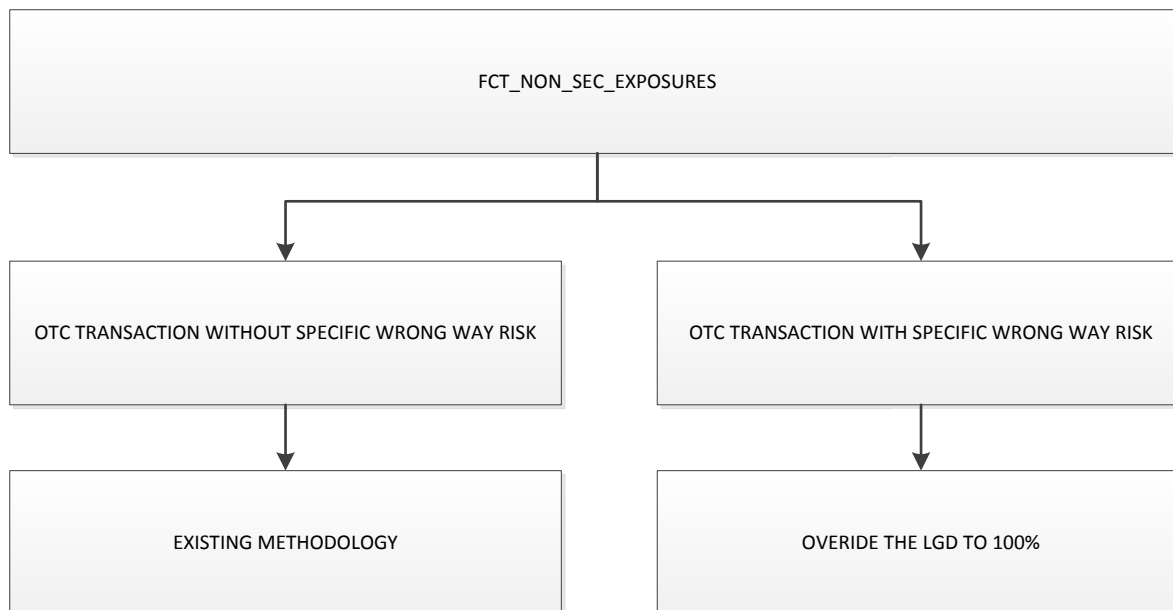 FCT_NON_SEC_EXPOSURES
OTC TRANSACTION WITHOUT SPECIFIC WRONG WAY RISK
OTC TRANSACTION WITH SPECIFIC WRONG WAY RISK
EXISTING METHODOLOGY
OVERIDE THE LGD TO 100%